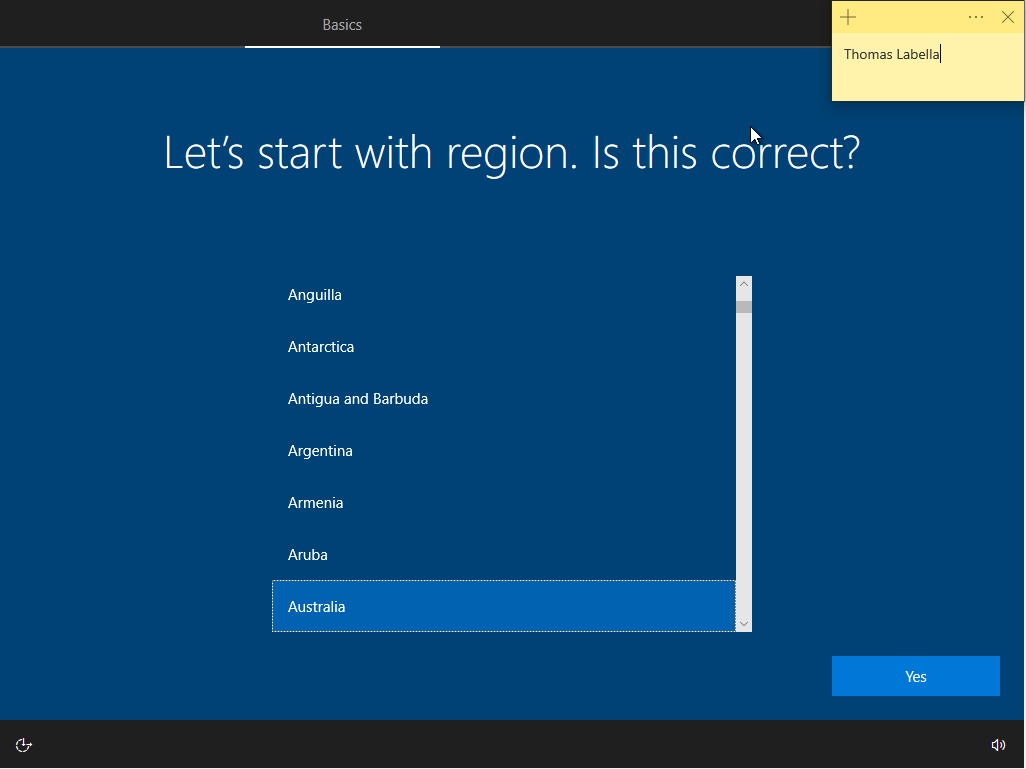 Basics
Thomas Labella
Let's start with region. Is this correct?
Anguilla
Antarctica
Antigua and Barbuda
Argentina
Armenia
Aruba
Australia
Yes